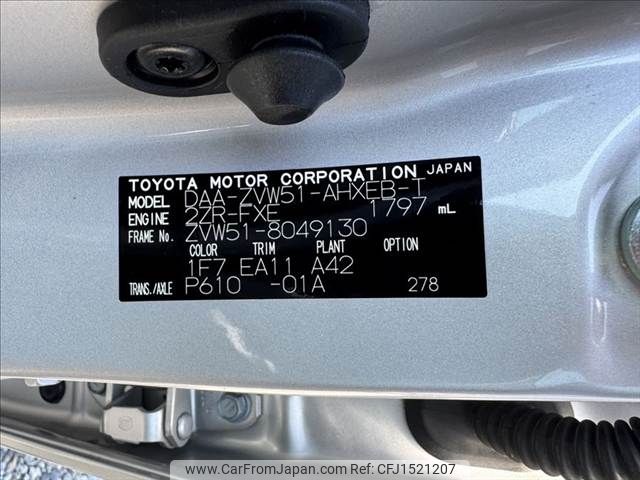 TOYOTA MOTOR CORPORATION JAPAN
MODEL DAA-ZVW51-AHXEB-T
ENGINE 2ZR-FXE 1797 mL
FRAME No. ZVW51-8049130
COLOR TRIM PLANT OPTION
1F7 EA11 A42
TRANS./AXLE P610 -01A 278
www.CarFromJapan.com - CFJ1521207